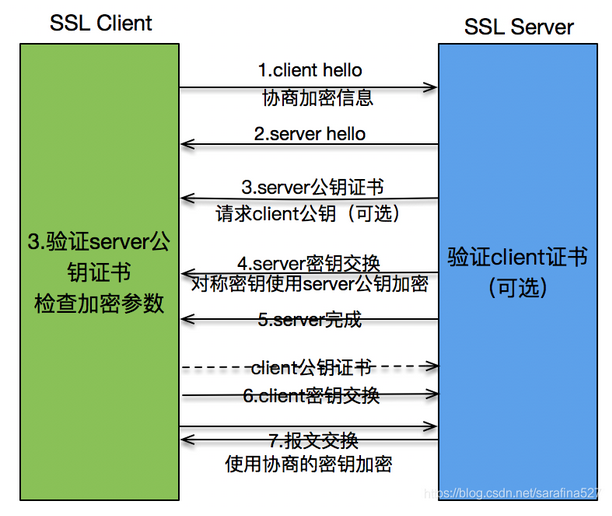 SSL Client
SSL Server
1.client hello
协商加密信息
2.server hello
3.server公钥证书
请求client公钥（可选）
3.验证server公
钥证书
检查加密参数
4.server密钥交换
对称密钥使用server公钥加密
验证client证书
（可选）
5.server完成
client公钥证书
6.client密钥交换
7.报文交换
使用协商的密钥加密
https://blog.csdn.net/sarafina527